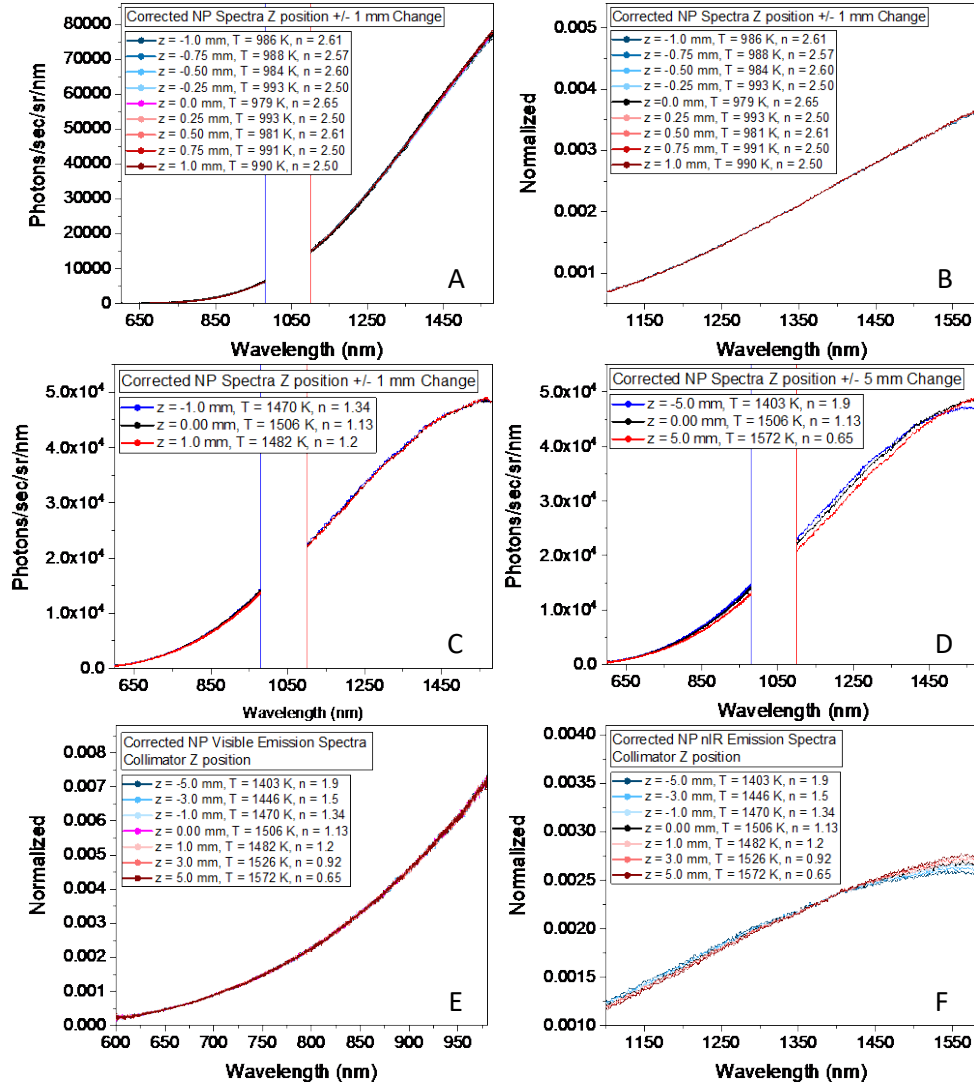 Corrected NP Spectra Z position +/- 1 mm Change
z = -1.0 mm, T = 986 K, n = 2.61
z = -0.75 mm, T = 988 K, n = 2.57
z = -0.50 mm, T = 984 K, n = 2.60
z = -0.25 mm, T = 993 K, n = 2.50
z = 0.0 mm, T = 979 K, n = 2.65
z = 0.25 mm, T = 993 K, n = 2.50
z = 0.50 mm, T = 981 K, n = 2.61
z = 0.75 mm, T = 991 K, n = 2.50
z = 1.0 mm, T = 990 K, n = 2.50
Photons/sec/sr/nm
80000
70000
60000
50000
40000
30000
20000
10000
0
650 850 1050 1250 1450
Wavelength (nm)
A
Corrected NP Spectra Z position +/- 1 mm Change
z = -1.0 mm, T = 986 K, n = 2.61
z = -0.75 mm, T = 988 K, n = 2.57
z = -0.50 mm, T = 984 K, n = 2.60
z = -0.25 mm, T = 993 K, n = 2.50
z =0.0 mm, T = 979 K, n = 2.65
z = 0.25 mm, T = 993 K, n = 2.50
z = 0.50 mm, T = 981 K, n = 2.61
z = 0.75 mm, T = 991 K, n = 2.50
z = 1.0 mm, T = 990 K, n = 2.50
Normalized
0.005
0.004
0.003
0.002
0.001
1150 1250 1350 1450 1550
Wavelength (nm)
B
Corrected NP Spectra Z position +/- 1 mm Change
z = -1.0 mm, T = 1470 K, n = 1.34
z = 0.00 mm, T = 1506 K, n = 1.13
z = 1.0 mm, T = 1482 K, n = 1.2
Photons/sec/sr/nm
5.0x10⁴
4.0x10⁴
3.0x10⁴
2.0x10⁴
1.0x10⁴
0.0
650 850 1050 1250 1450
Wavelength (nm)
C
Corrected NP Spectra Z position +/- 5 mm Change
z = -5.0 mm, T = 1403 K, n = 1.9
z = 0.00 mm, T = 1506 K, n = 1.13
z = 5.0 mm, T = 1572 K, n = 0.65
Photons/sec/sr/nm
5.0x10⁴
4.0x10⁴
3.0x10⁴
2.0x10⁴
1.0x10⁴
0.0
650 850 1050 1250 1450
Wavelength (nm)
D
Corrected NP Visible Emission Spectra
Collimator Z position
z = -5.0 mm, T = 1403 K, n = 1.9
z = -3.0 mm, T = 1446 K, n = 1.5
z = -1.0 mm, T = 1470 K, n = 1.34
z = 0.00 mm, T = 1506 K, n = 1.13
z = 1.0 mm, T = 1482 K, n = 1.2
z = 3.0 mm, T = 1526 K, n = 0.92
z = 5.0 mm, T = 1572 K, n = 0.65
Normalized
0.008
0.007
0.006
0.005
0.004
0.003
0.002
0.001
0.000
600 650 700 750 800 850 900 950
Wavelength (nm)
E
Corrected NP nIR Emission Spectra
Collimator Z position
z = -5.0 mm, T = 1403 K, n = 1.9
z = -3.0 mm, T = 1446 K, n = 1.5
z = -1.0 mm, T = 1470 K, n = 1.34
z = 0.00 mm, T = 1506 K, n = 1.13
z = 1.0 mm, T = 1482 K, n = 1.2
z = 3.0 mm, T = 1526 K, n = 0.92
z = 5.0 mm, T = 1572 K, n = 0.65
Normalized
0.0040
0.0035
0.0030
0.0025
0.0020
0.0015
0.0010
1150 1250 1350 1450 1550
Wavelength (nm)
F